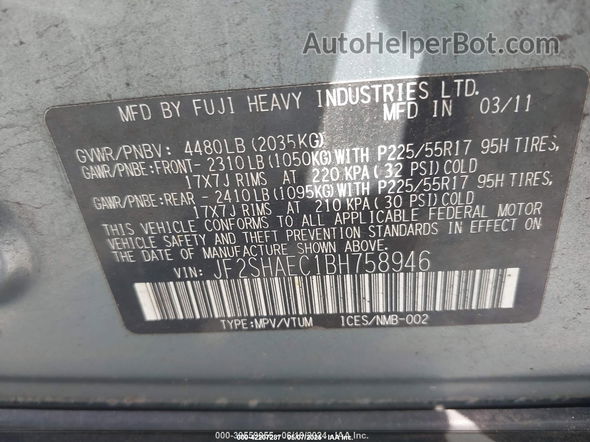 AutoHelperBot.com
MFD BY FUJI HEAVY INDUSTRIES LTD.
MFD IN 03/11
GVWR/PNBV: 4480LB(2035KG)
GAWR/PNBE:FRONT- 2310LB(1050KG)WITH P225/55R17 95H TIRES,
17X7J RIMS AT 220 KPA( 32 PSI)COLD
GAWR/PNBE:REAR - 2410LB(1095KG)WITH P225/55R17 95H TIRES,
17X7J RIMS AT 210 KPA( 30 PSI)COLD
THIS VEHICLE CONFORMS TO ALL APPLICABLE FEDERAL MOTOR
VEHICLE SAFETY AND THEFT PREVENTION STANDARDS IN EFFECT ON
THE DATE OF MANUFACTURE SHOWN ABOVE.
VIN: JF2SHAEC1BH758946
TYPE:MPV/VTUM ICES/NMB-002
IAA Inc.